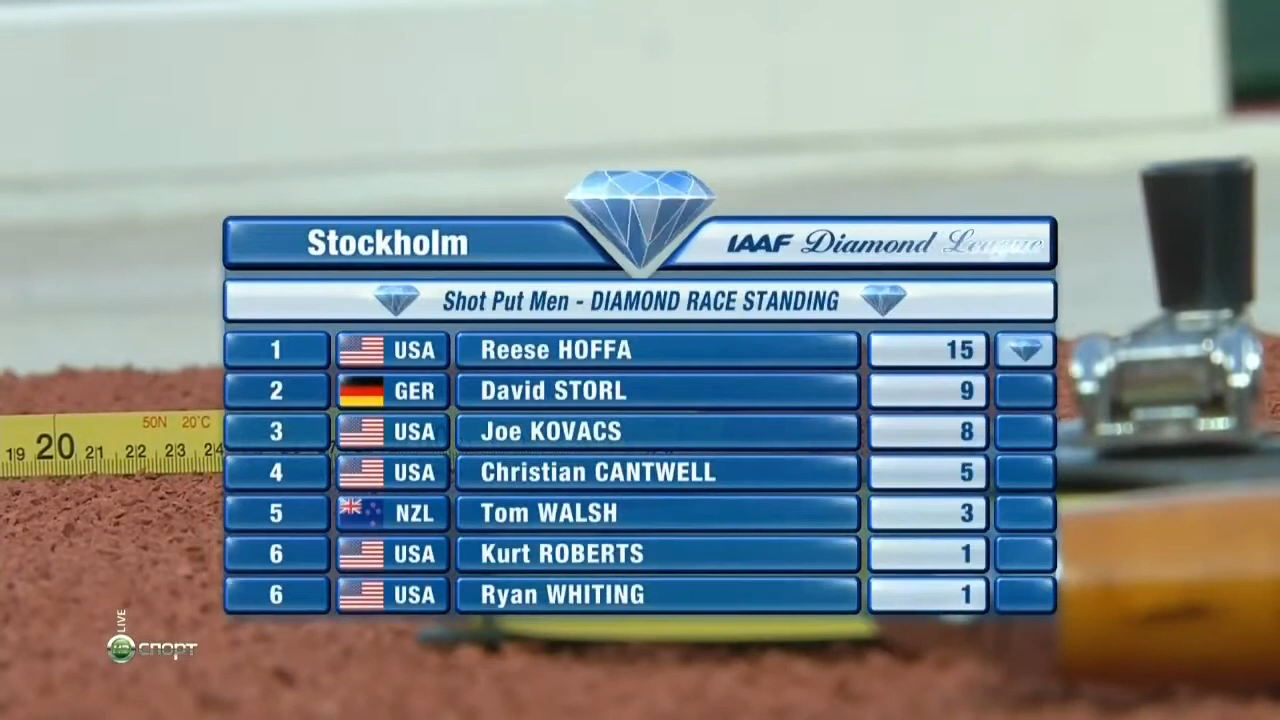 Stockholm
IAAF Diamond League
Shot Put Men - DIAMOND RACE STANDING
1 USA Reese HOFFA 15
2 GER David STORL 9
3 USA Joe KOVACS 8
4 USA Christian CANTWELL 5
5 NZL Tom WALSH 3
6 USA Kurt ROBERTS 1
6 USA Ryan WHITING 1
50N 20°C
19 20 21 22 23 24
LIVE
HD СПОРТ